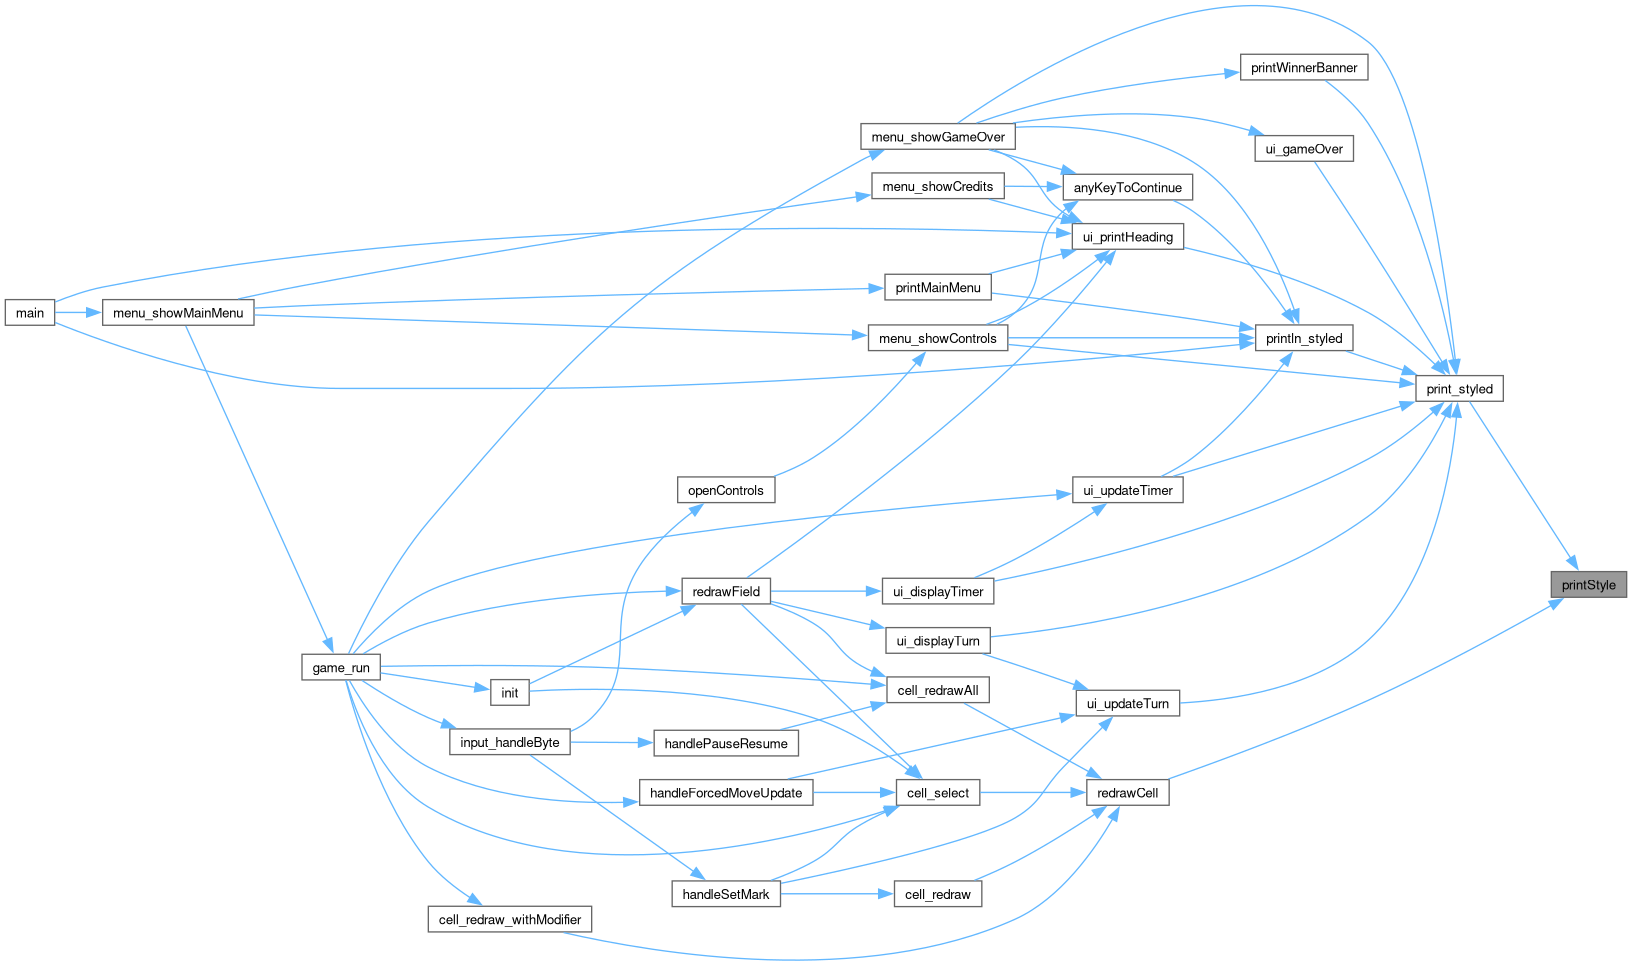 printWinnerBanner
menu_showGameOver
ui_gameOver
menu_showCredits
anyKeyToContinue
ui_printHeading
printMainMenu
main
menu_showMainMenu
menu_showControls
println_styled
print_styled
openControls
ui_updateTimer
redrawField
ui_displayTimer
printStyle
ui_displayTurn
game_run
init
cell_redrawAll
ui_updateTurn
input_handleByte
handlePauseResume
handleForcedMoveUpdate
cell_select
redrawCell
handleSetMark
cell_redraw
cell_redraw_withModifier